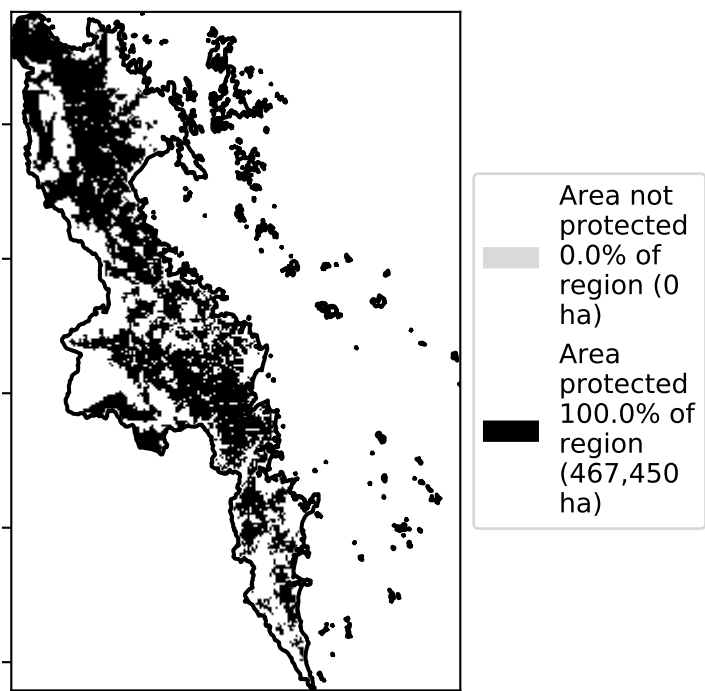 Area not
protected
0.0% of
region (0
ha)
Area
protected
100.0% of
region
(467,450
ha)